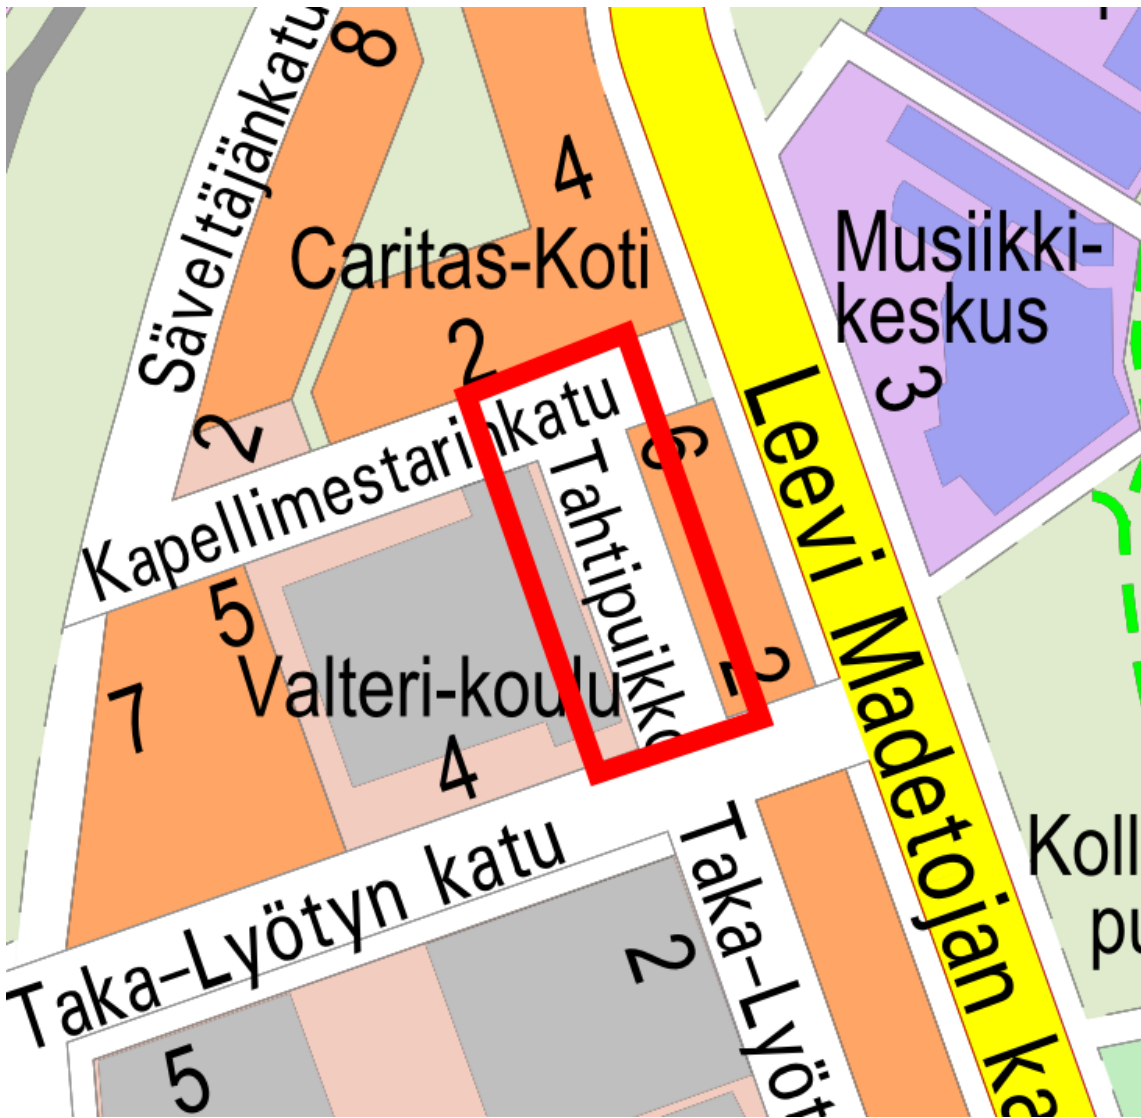 8
Säveltäjänkatu
4
Caritas-Koti
Musiikki-
keskus
3
2
2
Kapellimestarinkatu
6
Tahtipuikko
Leevi Madetojan ka
5
Valteri-koulu
2
7
4
Koll
pu
Taka-Lyötyn katu
Taka-Lyöt
2
5